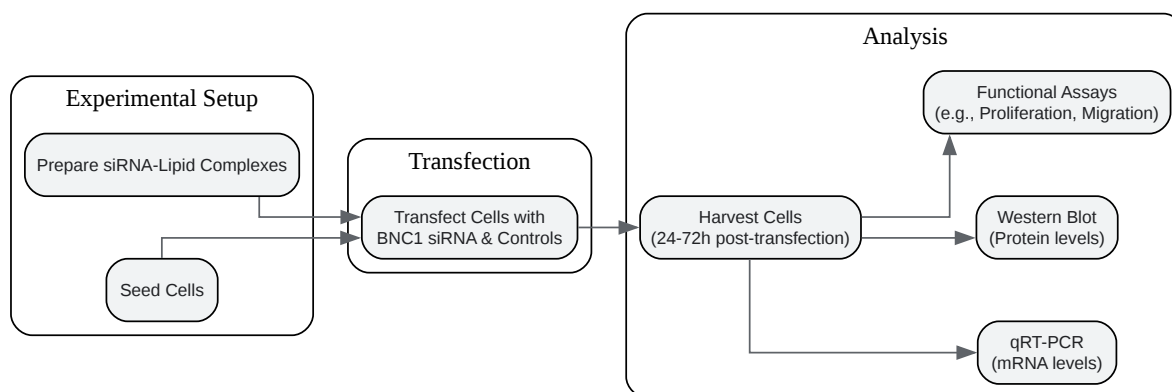 Experimental Setup
Prepare siRNA-Lipid Complexes
Seed Cells
Transfection
Transfect Cells with
BNC1 siRNA & Controls
Analysis
Harvest Cells
(24-72h post-transfection)
Functional Assays
(e.g., Proliferation, Migration)
Western Blot
(Protein levels)
qRT-PCR
(mRNA levels)